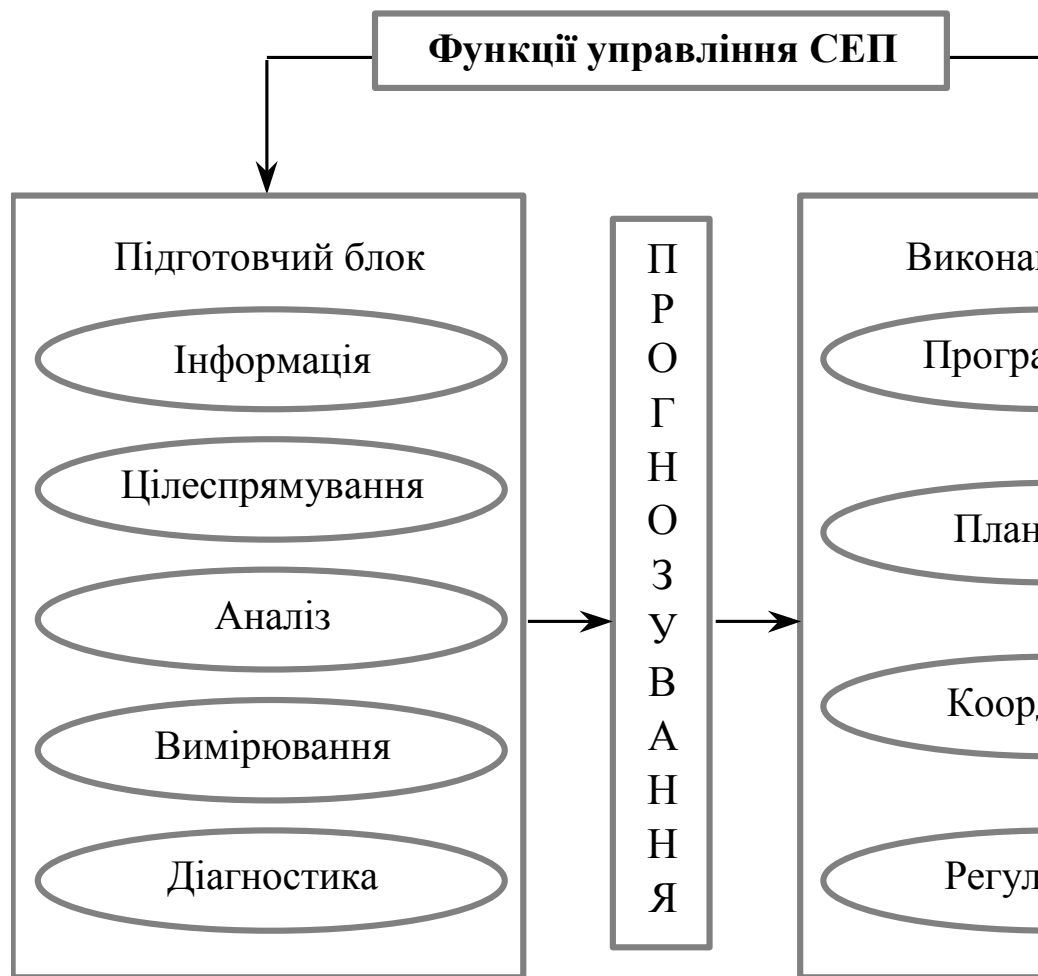 Функції управління СЕП
Підготовчий блок
Інформація
Цілеспрямування
Аналіз
Вимірювання
Діагностика
ПРОГНОЗУВАННЯ